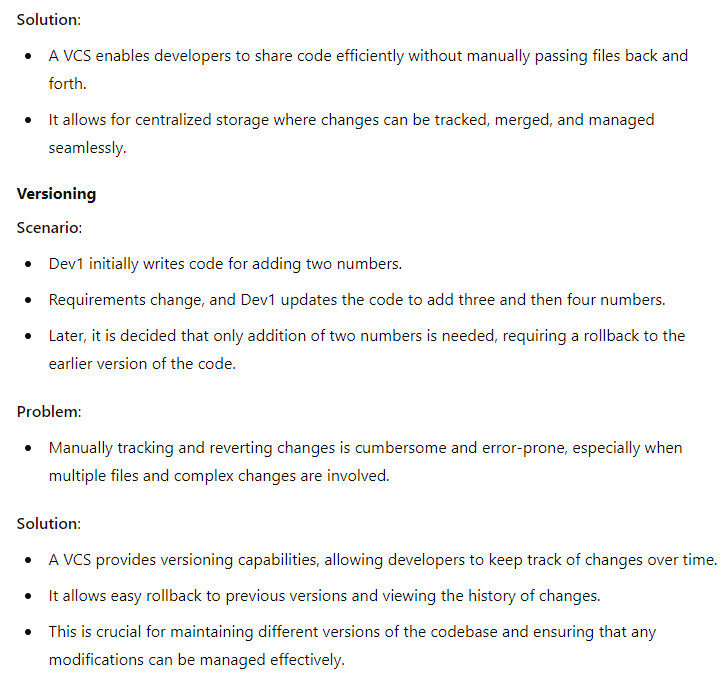 Solution:
• A VCS enables developers to share code efficiently without manually passing files back and
forth.
• It allows for centralized storage where changes can be tracked, merged, and managed
seamlessly.
Versioning
Scenario:
• Dev1 initially writes code for adding two numbers.
• Requirements change, and Dev1 updates the code to add three and then four numbers.
• Later, it is decided that only addition of two numbers is needed, requiring a rollback to the
earlier version of the code.
Problem:
• Manually tracking and reverting changes is cumbersome and error-prone, especially when
multiple files and complex changes are involved.
Solution:
• A VCS provides versioning capabilities, allowing developers to keep track of changes over time.
• It allows easy rollback to previous versions and viewing the history of changes.
• This is crucial for maintaining different versions of the codebase and ensuring that any
modifications can be managed effectively.